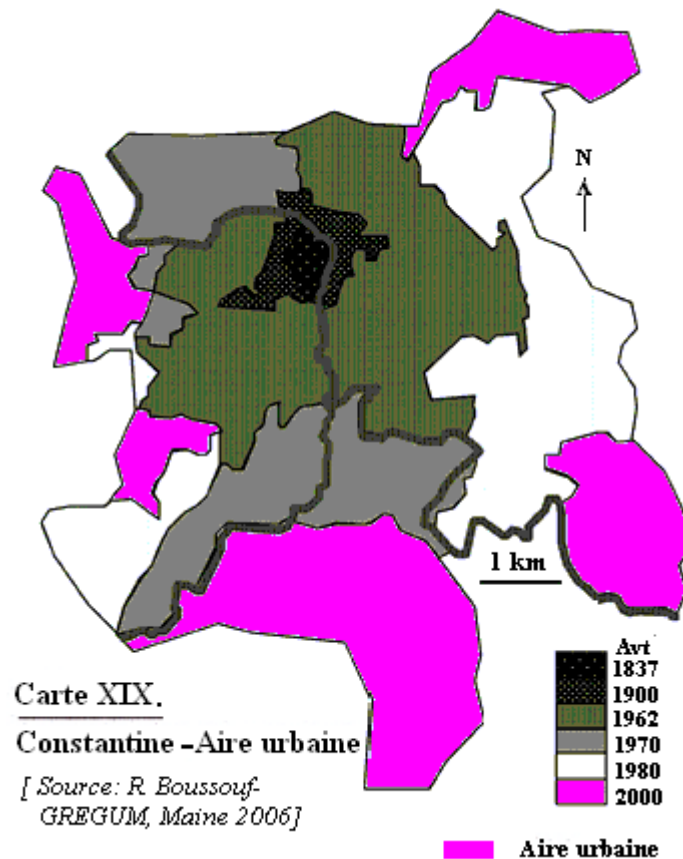 N
1 km
Avt
1837
1900
1962
1970
1980
2000
Carte XIX.
Constantine -Aire urbaine
[ Source: R. Boussouf-
GREGUM, Maine 2006]
Aire urbaine